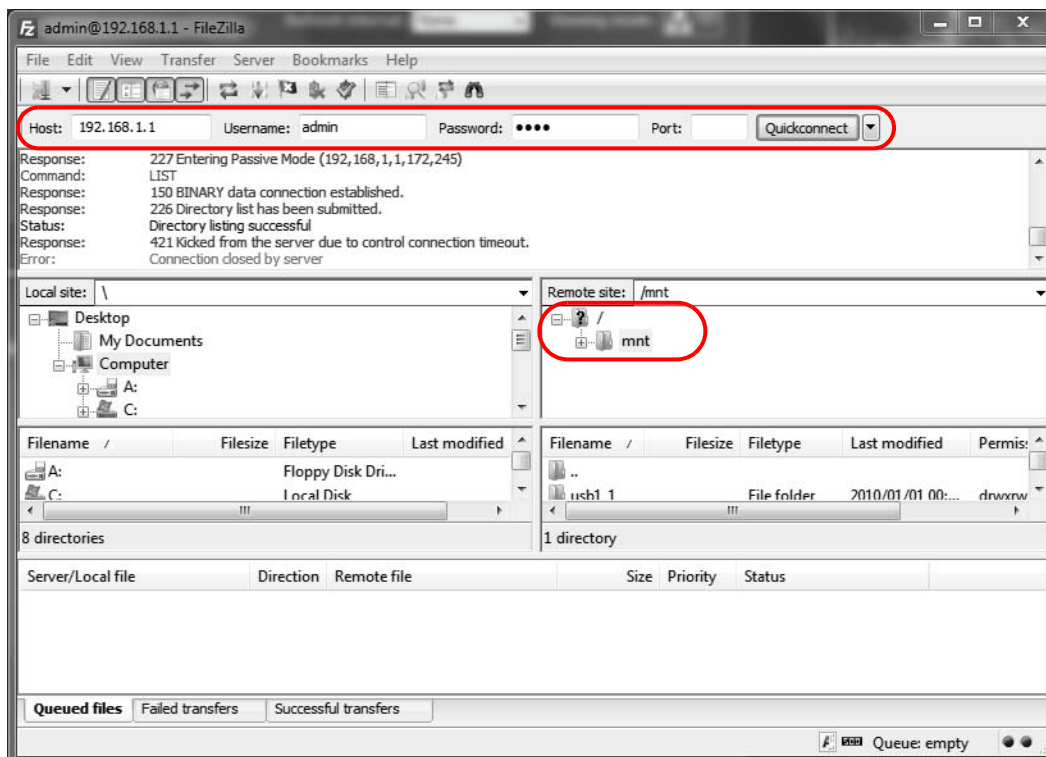 admin@192.168.1.1 - FileZilla
File Edit View Transfer Server Bookmarks Help
Host: 192.168.1.1 Username: admin Password: •••• Port: Quickconnect
Response: 227 Entering Passive Mode (192,168,1,1,172,245)
Command: LIST
Response: 150 BINARY data connection established.
Response: 226 Directory list has been submitted.
Status: Directory listing successful
Response: 421 Kicked from the server due to control connection timeout.
Error: Connection closed by server
Local site: \
Desktop
My Documents
Computer
A:
C:
Remote site: /mnt
/
mnt
Filename / Filesize Filetype Last modified
A: Floppy Disk Dri...
C: Local Disk
8 directories
Filename / Filesize Filetype Last modified Permis
..
usb1_1 File folder 2010/01/01 00:... drwxrw
1 directory
Server/Local file Direction Remote file Size Priority Status
Queued files Failed transfers Successful transfers
Queue: empty